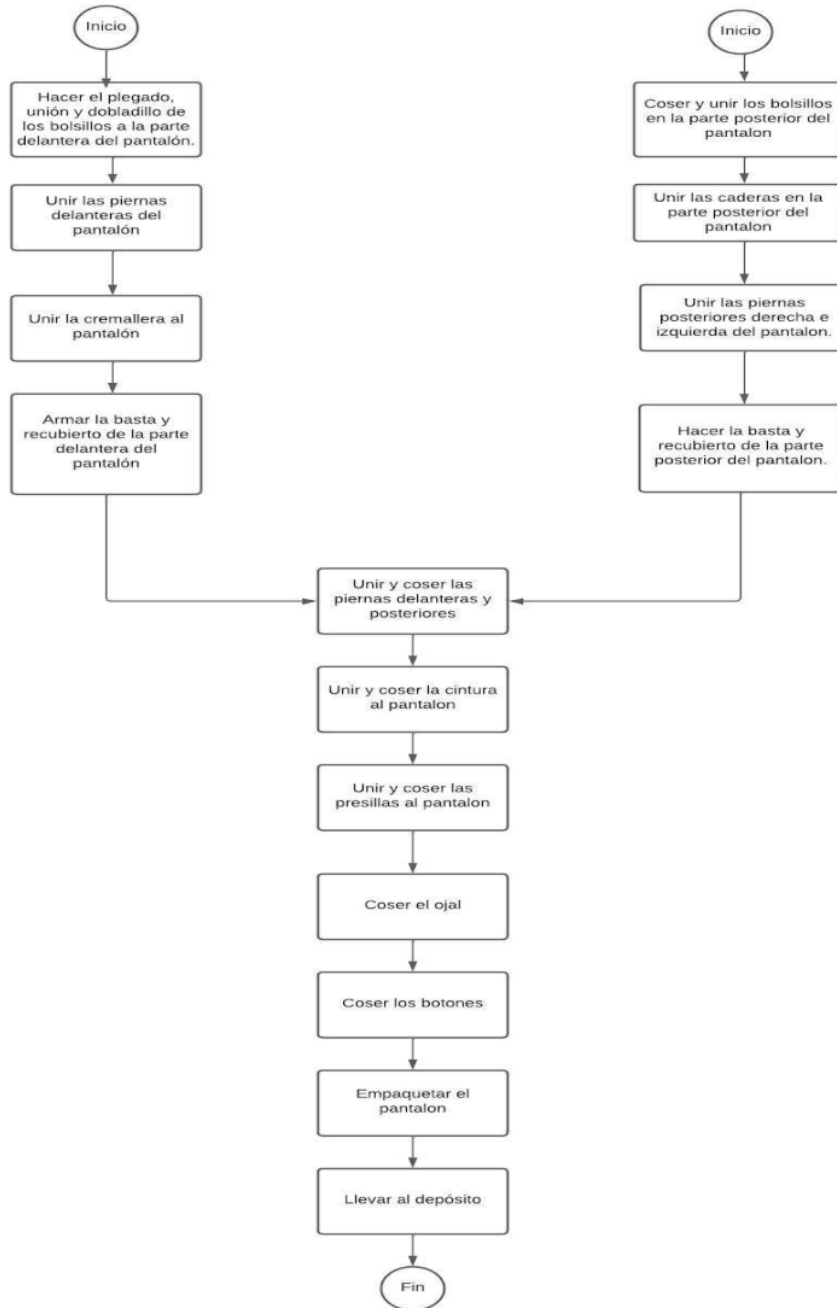 Inicio
Hacer el plegado,
unión y dobladillo de
los bolsillos a la parte
delantera del pantalón.
Unir las piernas
delanteras del
pantalón
Unir la cremallera al
pantalón
Armar la basta y
recubierto de la parte
delantera del
pantalón
Inicio
Coser y unir los bolsillos
en la parte posterior del
pantalon
Unir las caderas en la
parte posterior del
pantalon
Unir las piernas
posteriores derecha e
izquierda del pantalon.
Hacer la basta y
recubierto de la parte
posterior del pantalon.
Unir y coser las
piernas delanteras y
posteriores
Unir y coser la cintura
al pantalon
Unir y coser las
presillas al pantalon
Coser el ojal
Coser los botones
Empaquetar el
pantalon
Llevar al depósito
Fin